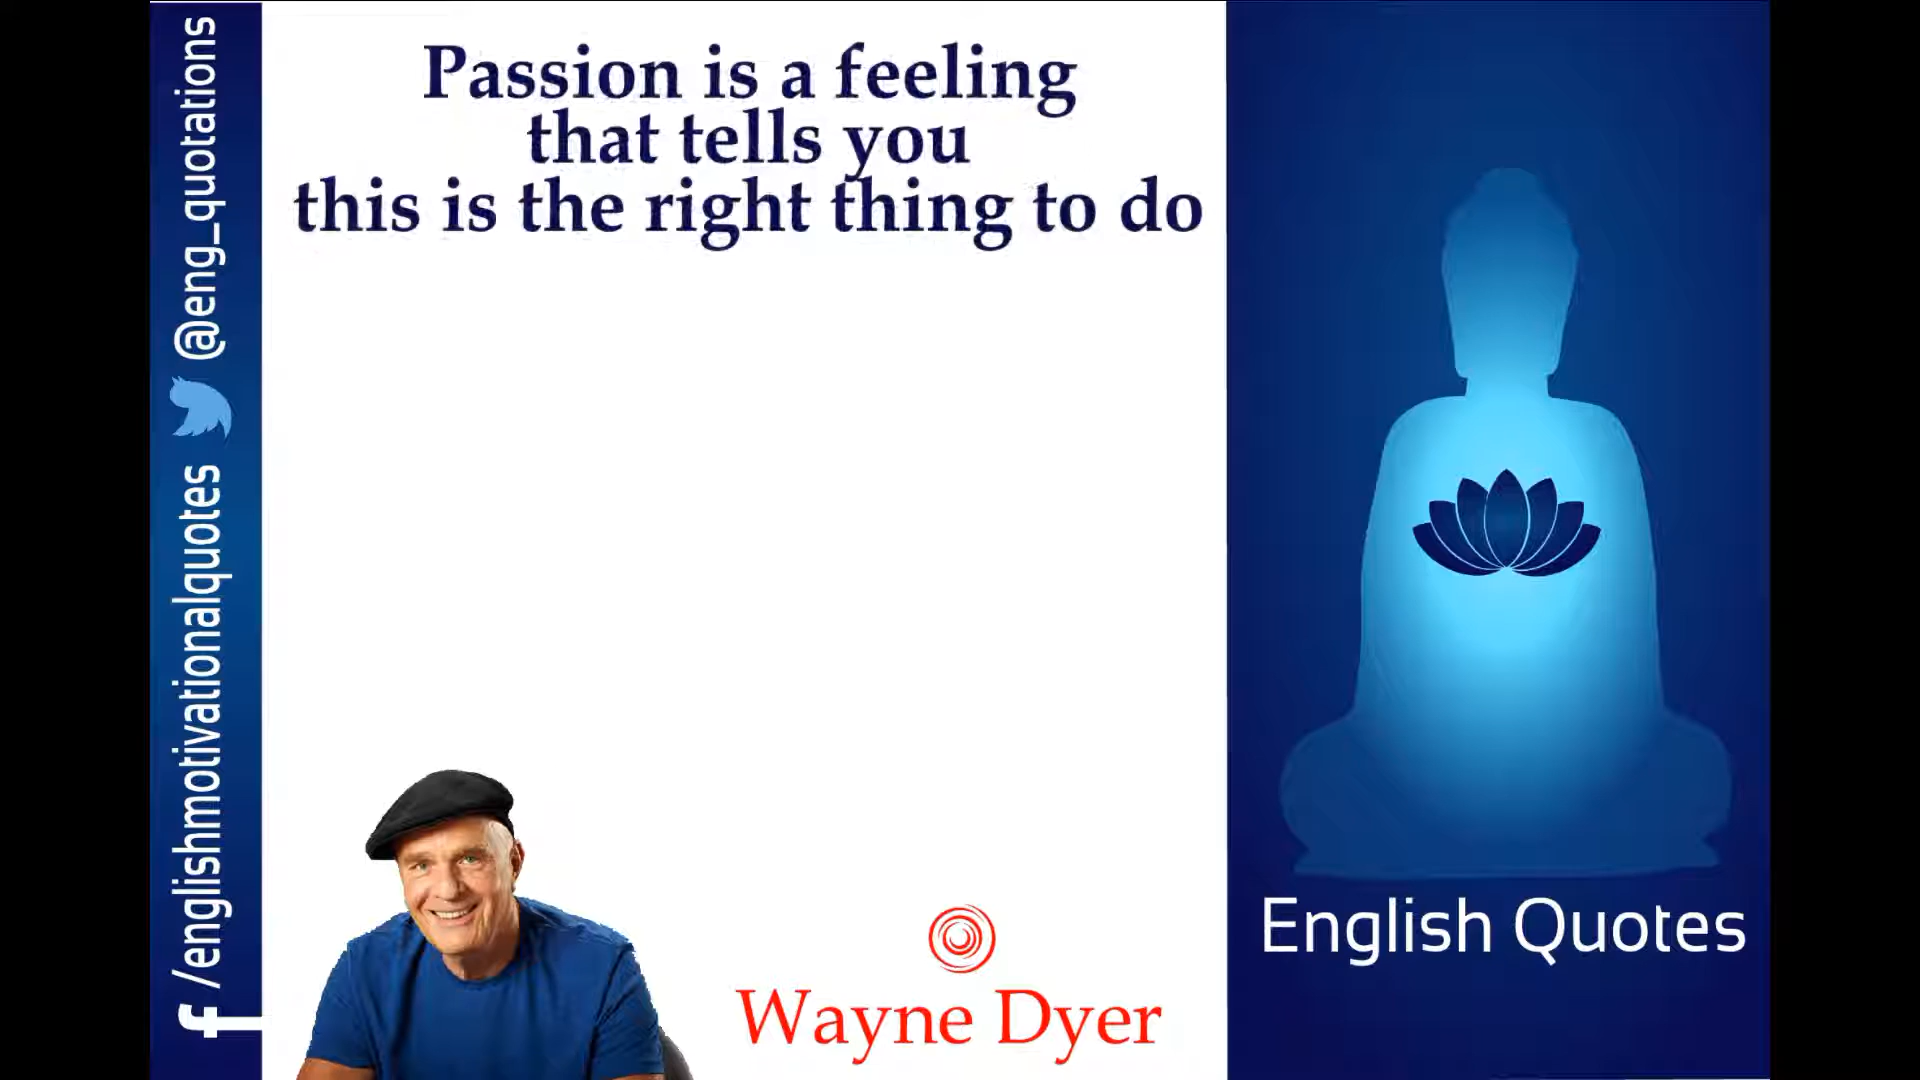 Passion is a feeling
that tells you
this is the right thing to do
Wayne Dyer
English Quotes
/englishmotivationalquotes
@eng_quotations